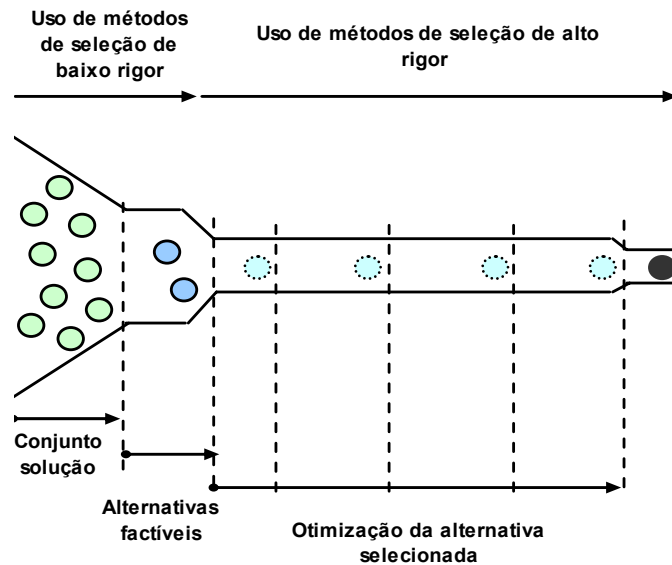 Uso de métodos
de seleção de
baixo rigor
Uso de métodos de seleção de alto
rigor
Conjunto
solução
Alternativas
factíveis
Otimização da alternativa
selecionada